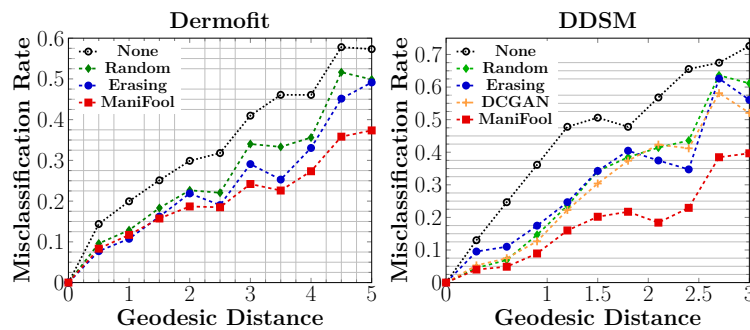 Dermofit
Misclassification Rate
0.6
0.5
0.4
0.3
0.2
0.1
0
None
Random
Erasing
ManiFool
0
1
2
3
4
5
Geodesic Distance
DDSM
Misclassification Rate
0.7
0.6
0.5
0.4
0.3
0.2
0.1
0
None
Random
Erasing
DCGAN
ManiFool
0
1
1.5
2
2.5
3
Geodesic Distance